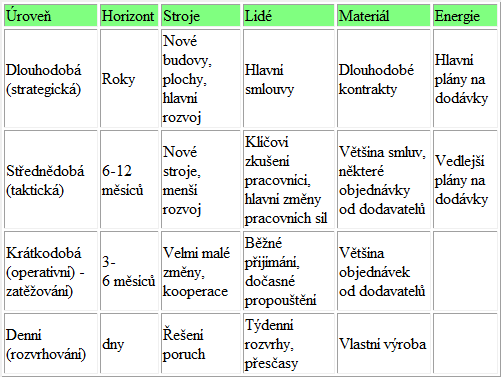 Úroveň Horizont Stroje Lidé Materiál Energie
Dlouhodobá
(strategická)
Roky
Nové
budovy,
plochy,
hlavní
rozvoj
Hlavní
smlouvy
Dlouhodobé
kontrakty
Hlavní
plány na
dodávky
Střednědobá
(taktická)
6-12
měsíců
Nové
stroje,
menší
rozvoj
Klíčoví
zkušení
pracovníci,
hlavní změny
pracovních sil
Většina smluv,
některé
objednávky
od dodavatelů
Vedlejší
plány na
dodávky
Krátkodobá
(operativní) -
zatěžování)
3-
6 měsíců
Velmi malé
změny,
kooperace
Běžné
přijímání,
dočasné
propouštění
Většina
objednávek
od dodavatelů
Denní
(rozvrhování)
dny
Řešení
poruch
Týdenní
rozvrhy,
přesčasy
Vlastní výroba